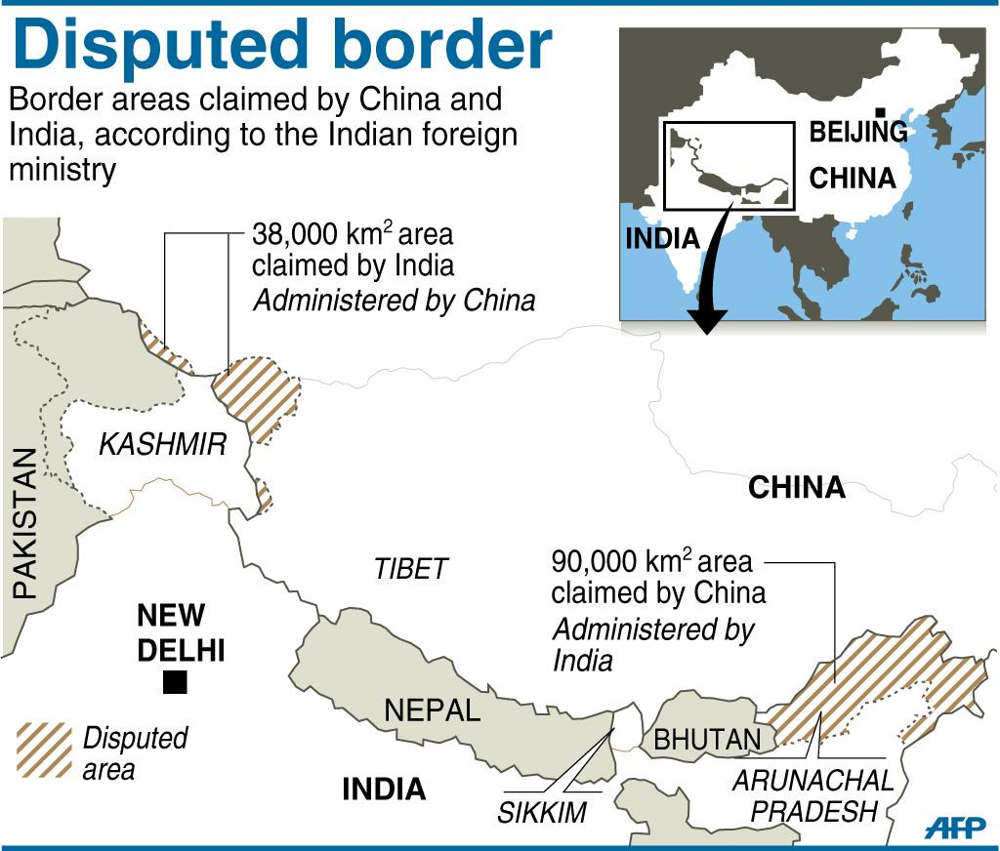 Disputed border
Border areas claimed by China and
India, according to the Indian foreign
ministry
BEIJING
CHINA
INDIA
38,000 km² area
claimed by India
Administered by China
KASHMIR
PAKISTAN
CHINA
TIBET
90,000 km² area
claimed by China
Administered by
India
NEW
DELHI
NEPAL
BHUTAN
Disputed
area
INDIA
SIKKIM
ARUNACHAL
PRADESH
AFP